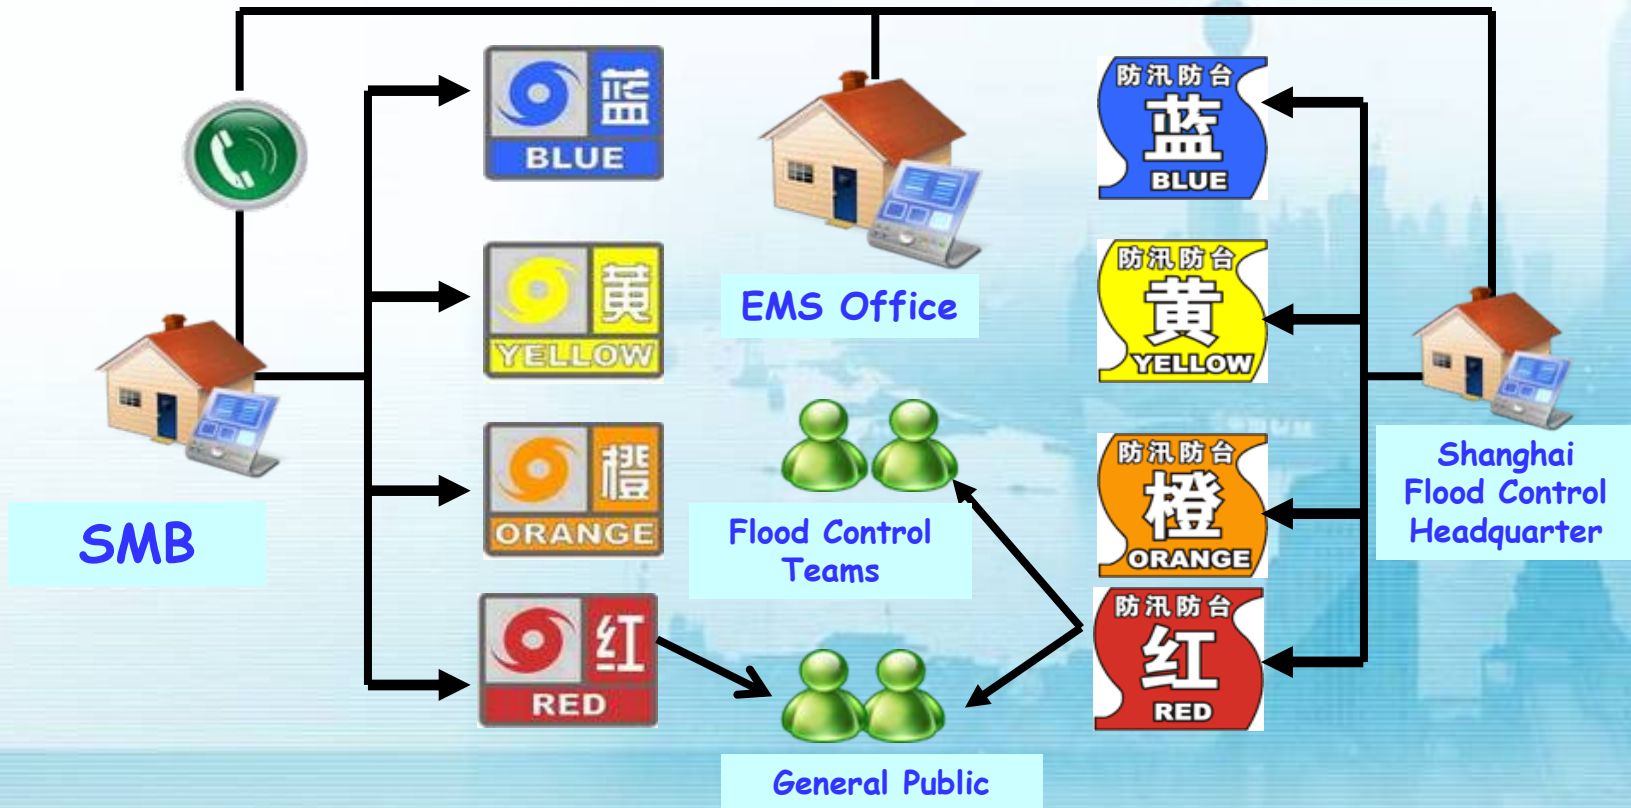 蓝
BLUE
黄
YELLOW
橙
ORANGE
红
RED
SMB
EMS Office
Flood Control
Teams
General Public
防汛防台
蓝
BLUE
防汛防台
黄
YELLOW
防汛防台
橙
ORANGE
防汛防台
红
RED
Shanghai
Flood Control
Headquarter